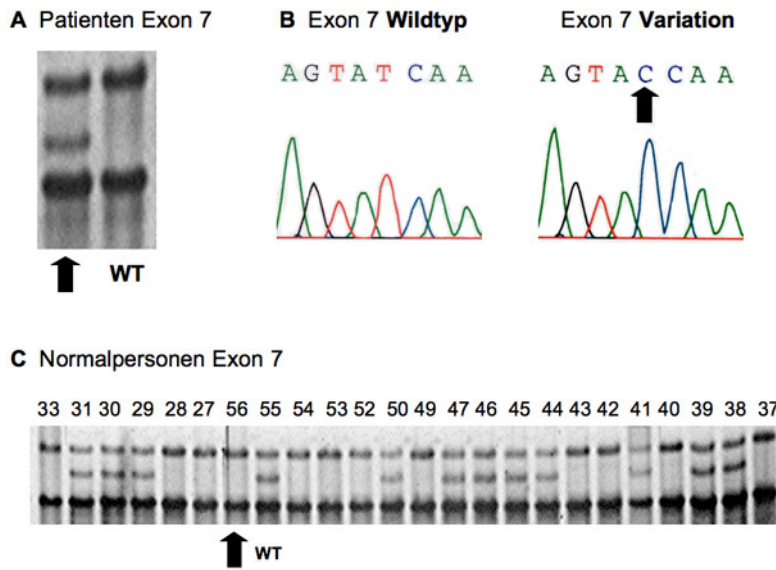 A Patienten Exon 7
B Exon 7 Wildtyp
Exon 7 Variation
AGTATCAA
AGTACCAA
WT
C Normalpersonen Exon 7
33 31 30 29 28 27 56 55 54 53 52 50 49 47 46 45 44 43 42 41 40 39 38 37
WT